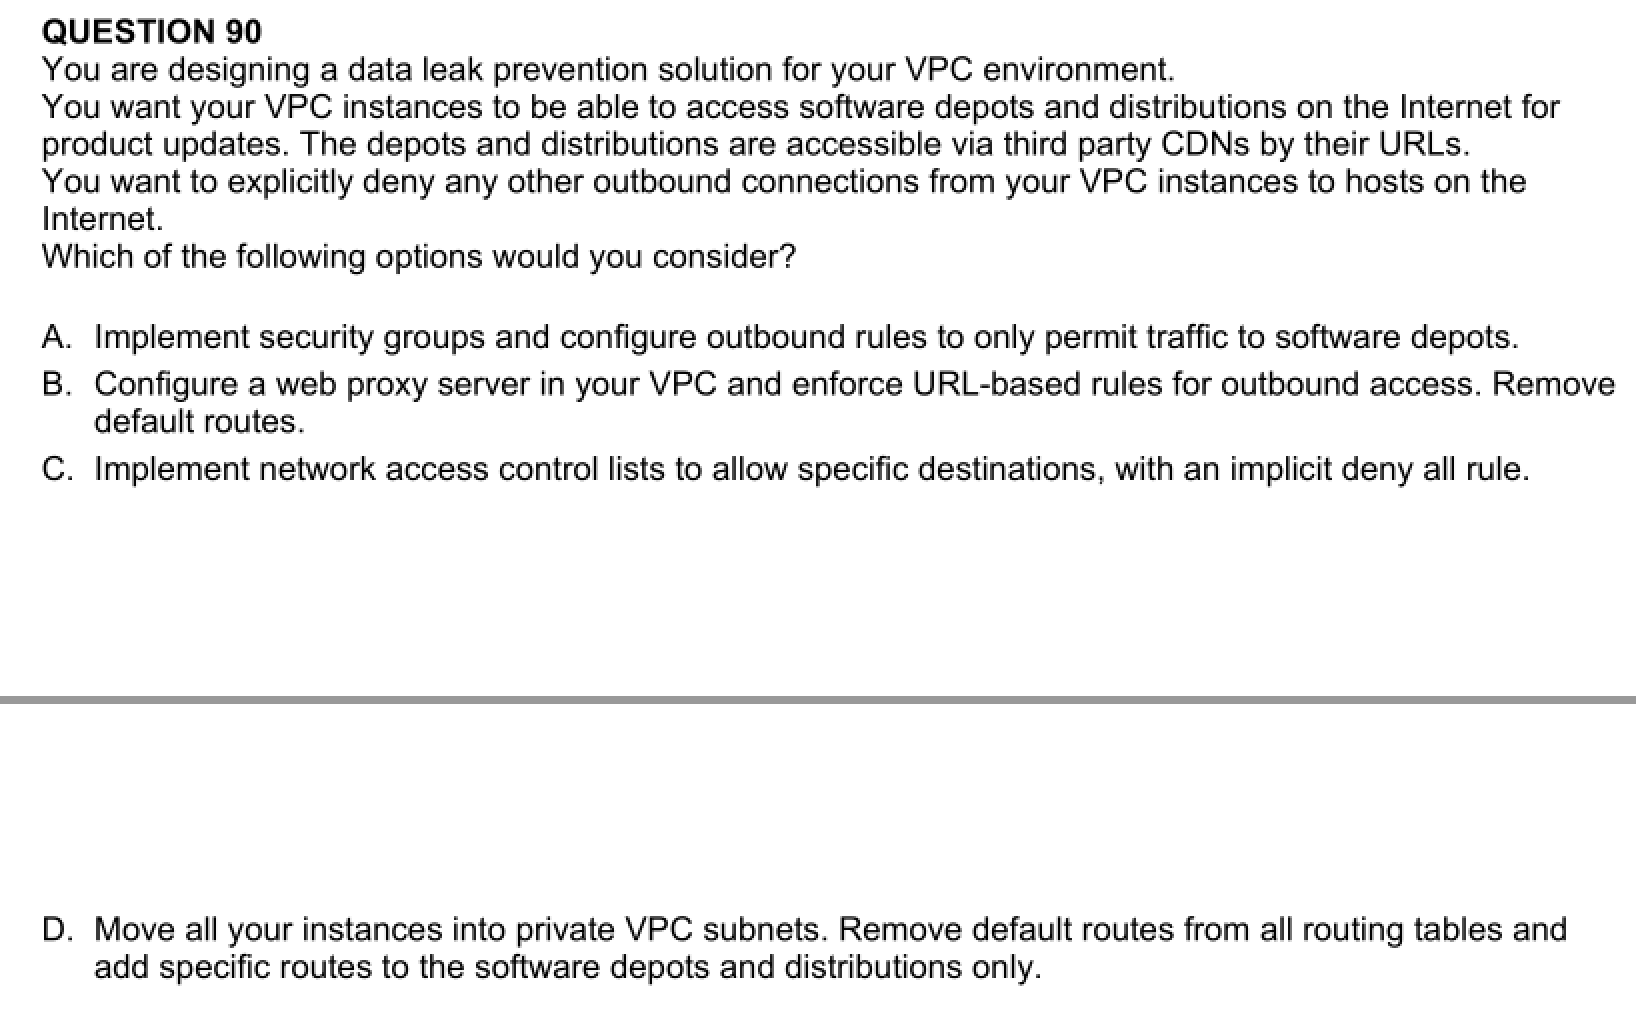 QUESTION 90
You are designing a data leak prevention solution for your VPC environment.
You want your VPC instances to be able to access software depots and distributions on the Internet for
product updates. The depots and distributions are accessible via third party CDNs by their URLs.
You want to explicitly deny any other outbound connections from your VPC instances to hosts on the
Internet.
Which of the following options would you consider?
A. Implement security groups and configure outbound rules to only permit traffic to software depots.
B. Configure a web proxy server in your VPC and enforce URL-based rules for outbound access. Remove
default routes.
C. Implement network access control lists to allow specific destinations, with an implicit deny all rule.
D. Move all your instances into private VPC subnets. Remove default routes from all routing tables and
add specific routes to the software depots and distributions only.